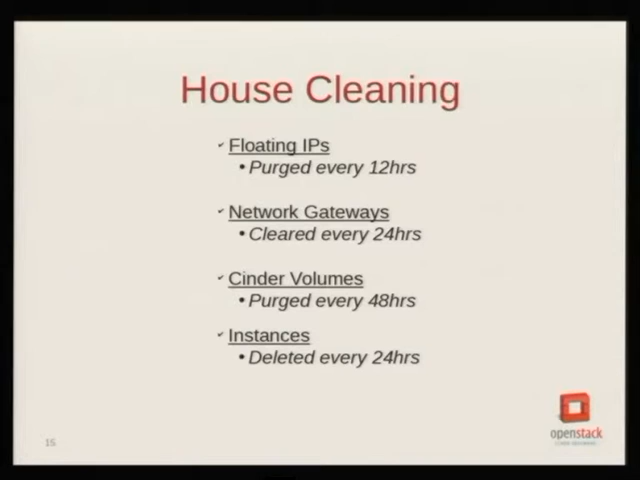 House Cleaning
Floating IPs
• Purged every 12hrs
Network Gateways
• Cleared every 24hrs
Cinder Volumes
• Purged every 48hrs
Instances
• Deleted every 24hrs
15
openstack